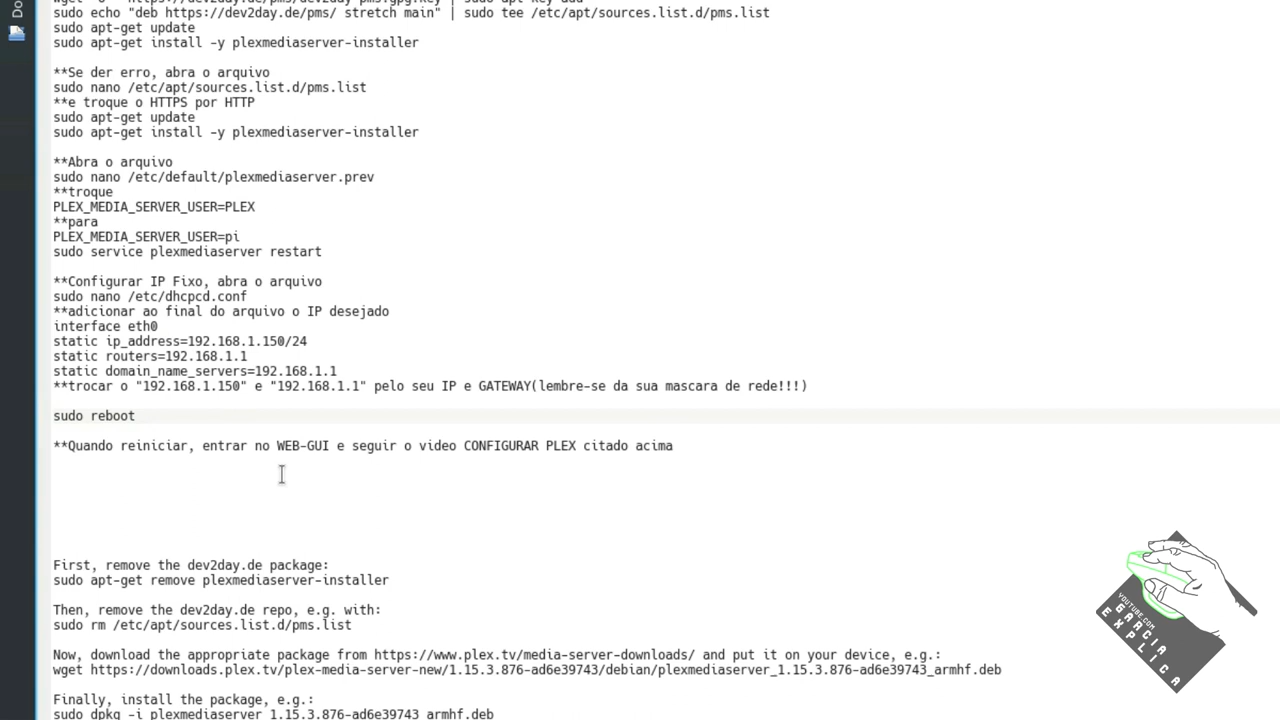 Do
sudo echo "deb https://dev2day.de/pms/ stretch main" | sudo tee /etc/apt/sources.list.d/pms.list
sudo apt-get update
sudo apt-get install -y plexmediaserver-installer
**Se der erro, abra o arquivo
sudo nano /etc/apt/sources.list.d/pms.list
**e troque o HTTPS por HTTP
sudo apt-get update
sudo apt-get install -y plexmediaserver-installer
**Abra o arquivo
sudo nano /etc/default/plexmediaserver.prev
**troque
PLEX_MEDIA_SERVER_USER=PLEX
**para
PLEX_MEDIA_SERVER_USER=pi
sudo service plexmediaserver restart
**Configurar IP Fixo, abra o arquivo
sudo nano /etc/dhcpcd.conf
**adicionar ao final do arquivo o IP desejado
interface eth0
static ip_address=192.168.1.150/24
static routers=192.168.1.1
static domain_name_servers=192.168.1.1
**trocar o "192.168.1.150" e "192.168.1.1" pelo seu IP e GATEWAY(lembre-se da sua mascara de rede!!!)
sudo reboot
**Quando reiniciar, entrar no WEB-GUI e seguir o video CONFIGURAR PLEX citado acima
First, remove the dev2day.de package:
sudo apt-get remove plexmediaserver-installer
Then, remove the dev2day.de repo, e.g. with:
sudo rm /etc/apt/sources.list.d/pms.list
Now, download the appropriate package from https://www.plex.tv/media-server-downloads/ and put it on your device, e.g.:
wget https://downloads.plex.tv/plex-media-server-new/1.15.3.876-ad6e39743/debian/plexmediaserver_1.15.3.876-ad6e39743_armhf.deb
Finally, install the package, e.g.:
sudo dpkg -i plexmediaserver_1.15.3.876-ad6e39743_armhf.deb
YOUTUBE.COM
GARCIA
EXPLICA